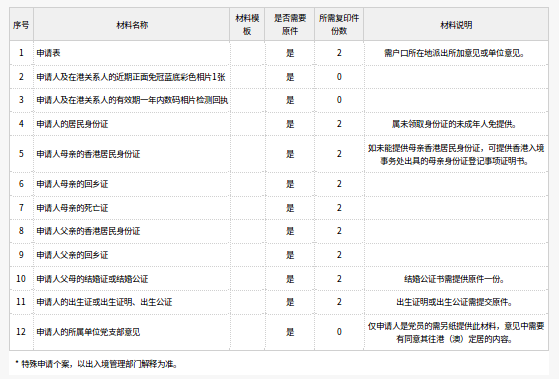 序号 材料名称 材料模板 是否需要原件 所需复印件份数 材料说明
1 申请表 是 2 需户口所在地派出所加意见或单位意见。
2 申请人及在港关系人的近期正面免冠蓝底彩色相片1张 是 0
3 申请人及在港关系人的有效期一年内数码相片检测回执 是 0
4 申请人的居民身份证 是 2 属未领取身份证的未成年人免提供。
5 申请人母亲的香港居民身份证 是 2 如未能提供母亲香港居民身份证，可提供香港入境
事务处出具的母亲身份证登记事项证明书。
6 申请人母亲的回乡证 是 2
7 申请人母亲的死亡证 是 2
8 申请人父亲的香港居民身份证 是 2
9 申请人父亲的回乡证 是 2
10 申请人父母的结婚证或结婚公证 是 2 结婚公证书需提供原件一份。
11 申请人的出生证或出生证明、出生公证 是 2 出生证明或出生公证需提交原件。
12 申请人的所属单位党支部意见 是 0 仅申请人是党员的需另纸提供此材料，意见中需要
有同意其往港（澳）定居的内容。
* 特殊申请个案，以出入境管理部门解释为准。